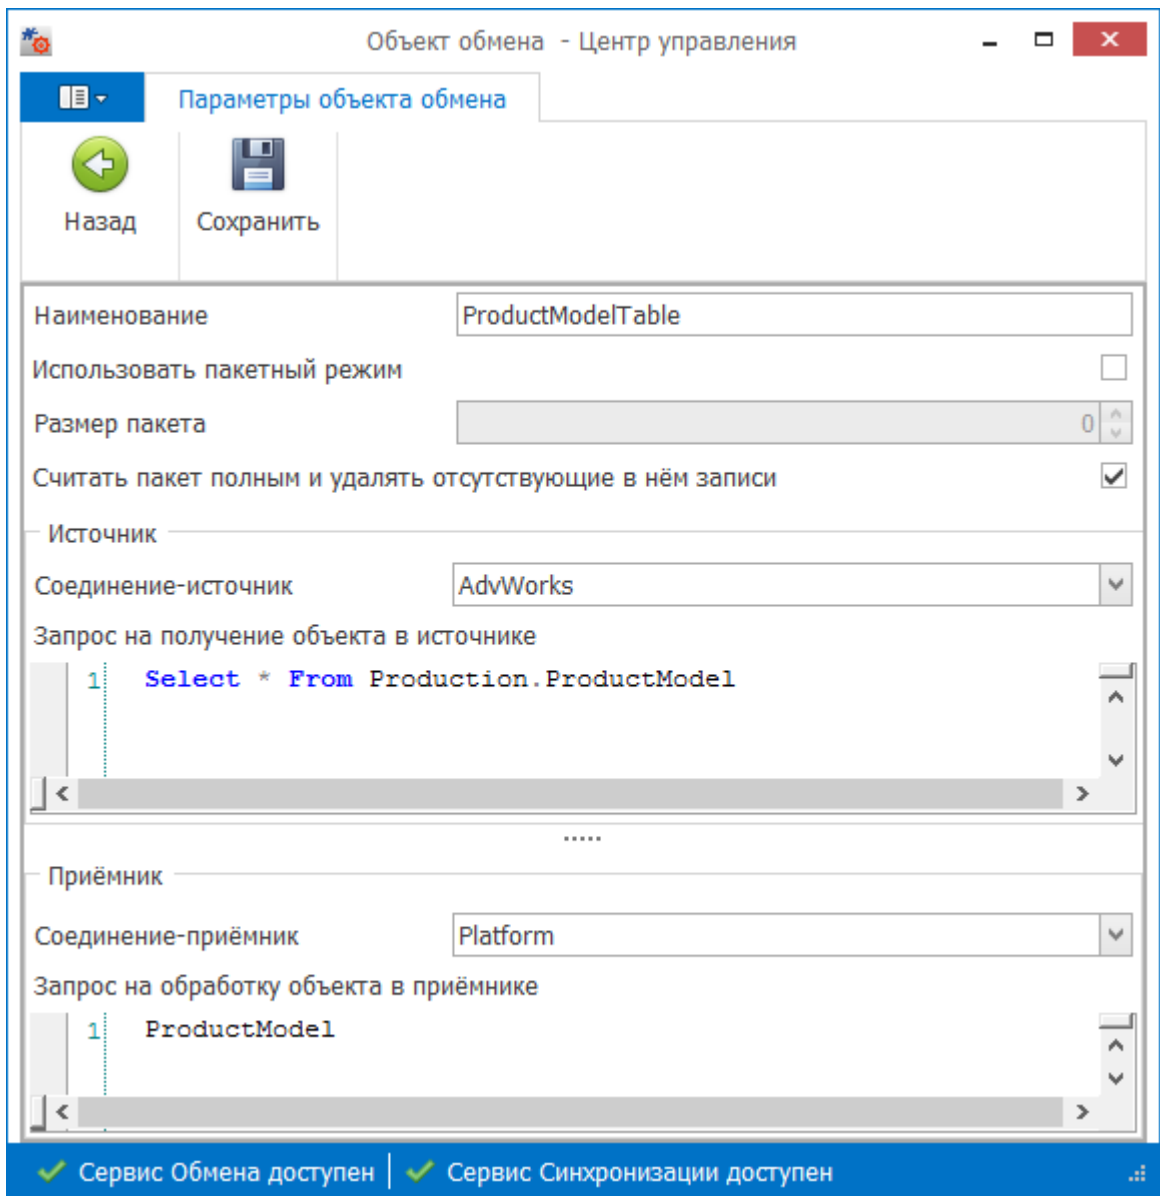 Объект обмена - Центр управления
Параметры объекта обмена
Назад
Сохранить
Наименование
ProductModelTable
Использовать пакетный режим
Размер пакета
0
Считать пакет полным и удалять отсутствующие в нём записи
Источник
Соединение-источник
AdvWorks
Запрос на получение объекта в источнике
1 Select * From Production.ProductModel
Приёмник
Соединение-приёмник
Platform
Запрос на обработку объекта в приёмнике
1 ProductModel
Сервис Обмена доступен
Сервис Синхронизации доступен